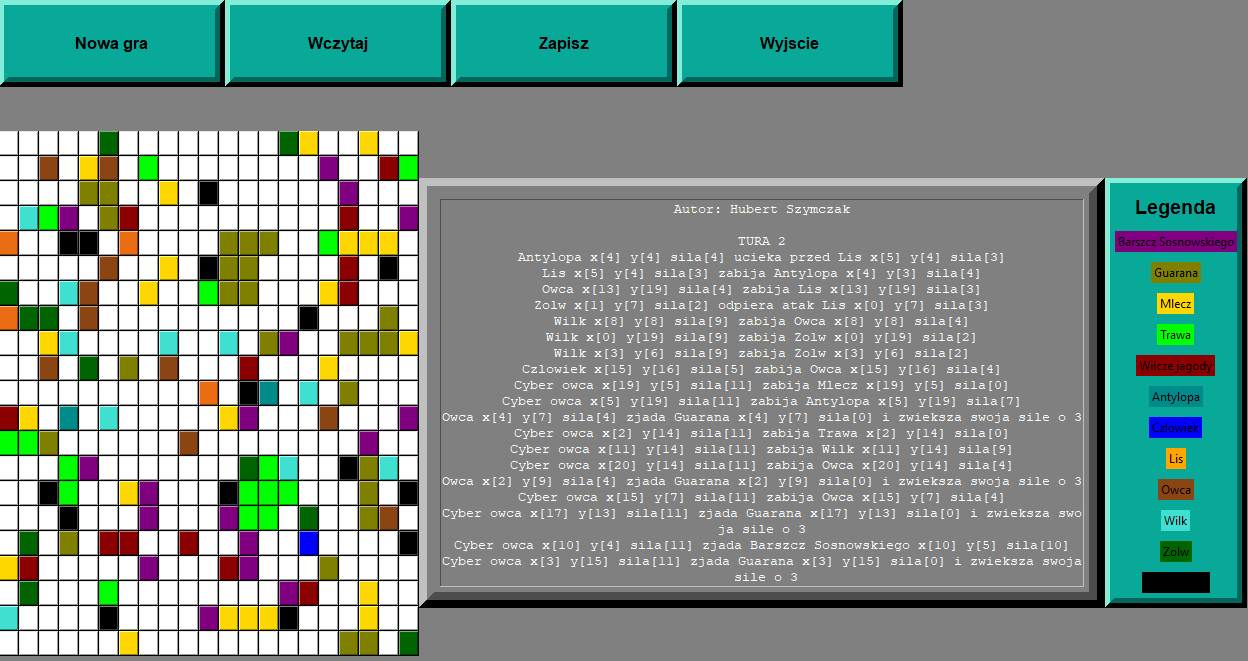 Nowa gra
Wczytaj
Zapisz
Wyjscie
Autor: Hubert Szymczak
TURA 2
Antylopa x[4] y[4] sila[4] ucieka przed Lis x[5] y[4] sila[3]
Lis x[5] y[4] sila[3] zabija Antylopa x[4] y[3] sila[4]
Owca x[13] y[19] sila[4] zabija Lis x[13] y[19] sila[3]
Zolw x[1] y[7] sila[2] odpiera atak Lis x[0] y[7] sila[3]
Wilk x[8] y[8] sila[9] zabija Owca x[8] y[8] sila[4]
Wilk x[0] y[19] sila[9] zabija Zolw x[0] y[19] sila[2]
Wilk x[3] y[6] sila[9] zabija Zolw x[3] y[6] sila[2]
Czlowiek x[15] y[16] sila[5] zabija Owca x[15] y[16] sila[4]
Cyber owca x[19] y[5] sila[11] zabija Mlecz x[19] y[5] sila[0]
Cyber owca x[5] y[19] sila[11] zabija Antylopa x[5] y[19] sila[7]
Owca x[4] y[7] sila[4] zjada Guarana x[4] y[7] sila[0] i zwieksza swoja sile o 3
Cyber owca x[2] y[14] sila[11] zabija Trawa x[2] y[14] sila[0]
Cyber owca x[11] y[14] sila[11] zabija Wilk x[11] y[14] sila[9]
Cyber owca x[20] y[14] sila[11] zabija Owca x[20] y[14] sila[4]
Owca x[2] y[9] sila[4] zjada Guarana x[2] y[9] sila[0] i zwieksza swoja sile o 3
Cyber owca x[15] y[7] sila[11] zabija Owca x[15] y[7] sila[4]
Cyber owca x[17] y[13] sila[11] zjada Guarana x[17] y[13] sila[0] i zwieksza swo
ja sile o 3
Cyber owca x[10] y[4] sila[11] zjada Barszcz Sosnowskiego x[10] y[5] sila[10]
Cyber owca x[3] y[15] sila[11] zjada Guarana x[3] y[15] sila[0] i zwieksza swoja
sile o 3
Legenda
Barszcz Sosnowskiego
Guarana
Mlecz
Trawa
Wilcze jagody
Antylopa
Czlowiek
Lis
Owca
Wilk
Zolw